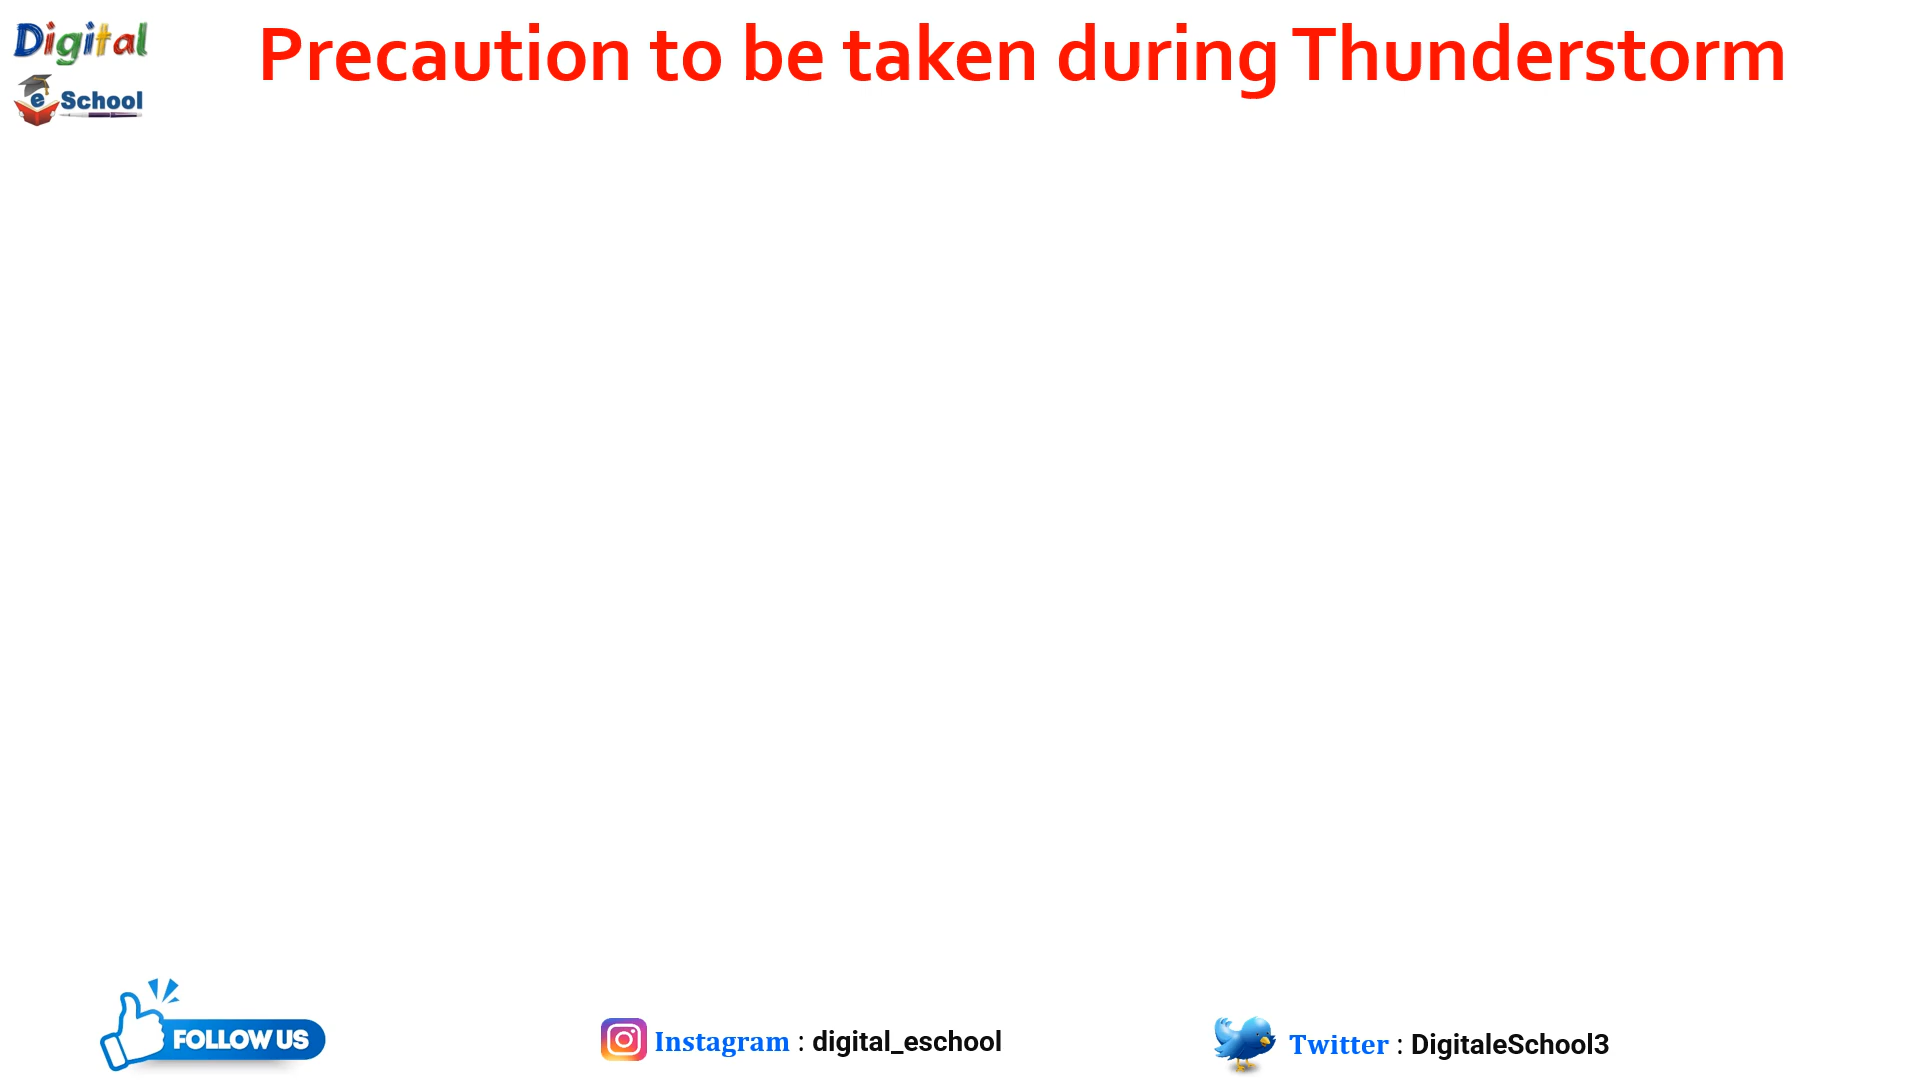 Digital
e School
Precaution to be taken during Thunderstorm
FOLLOW US
Instagram : digital_eschool
Twitter : DigitaleSchool3